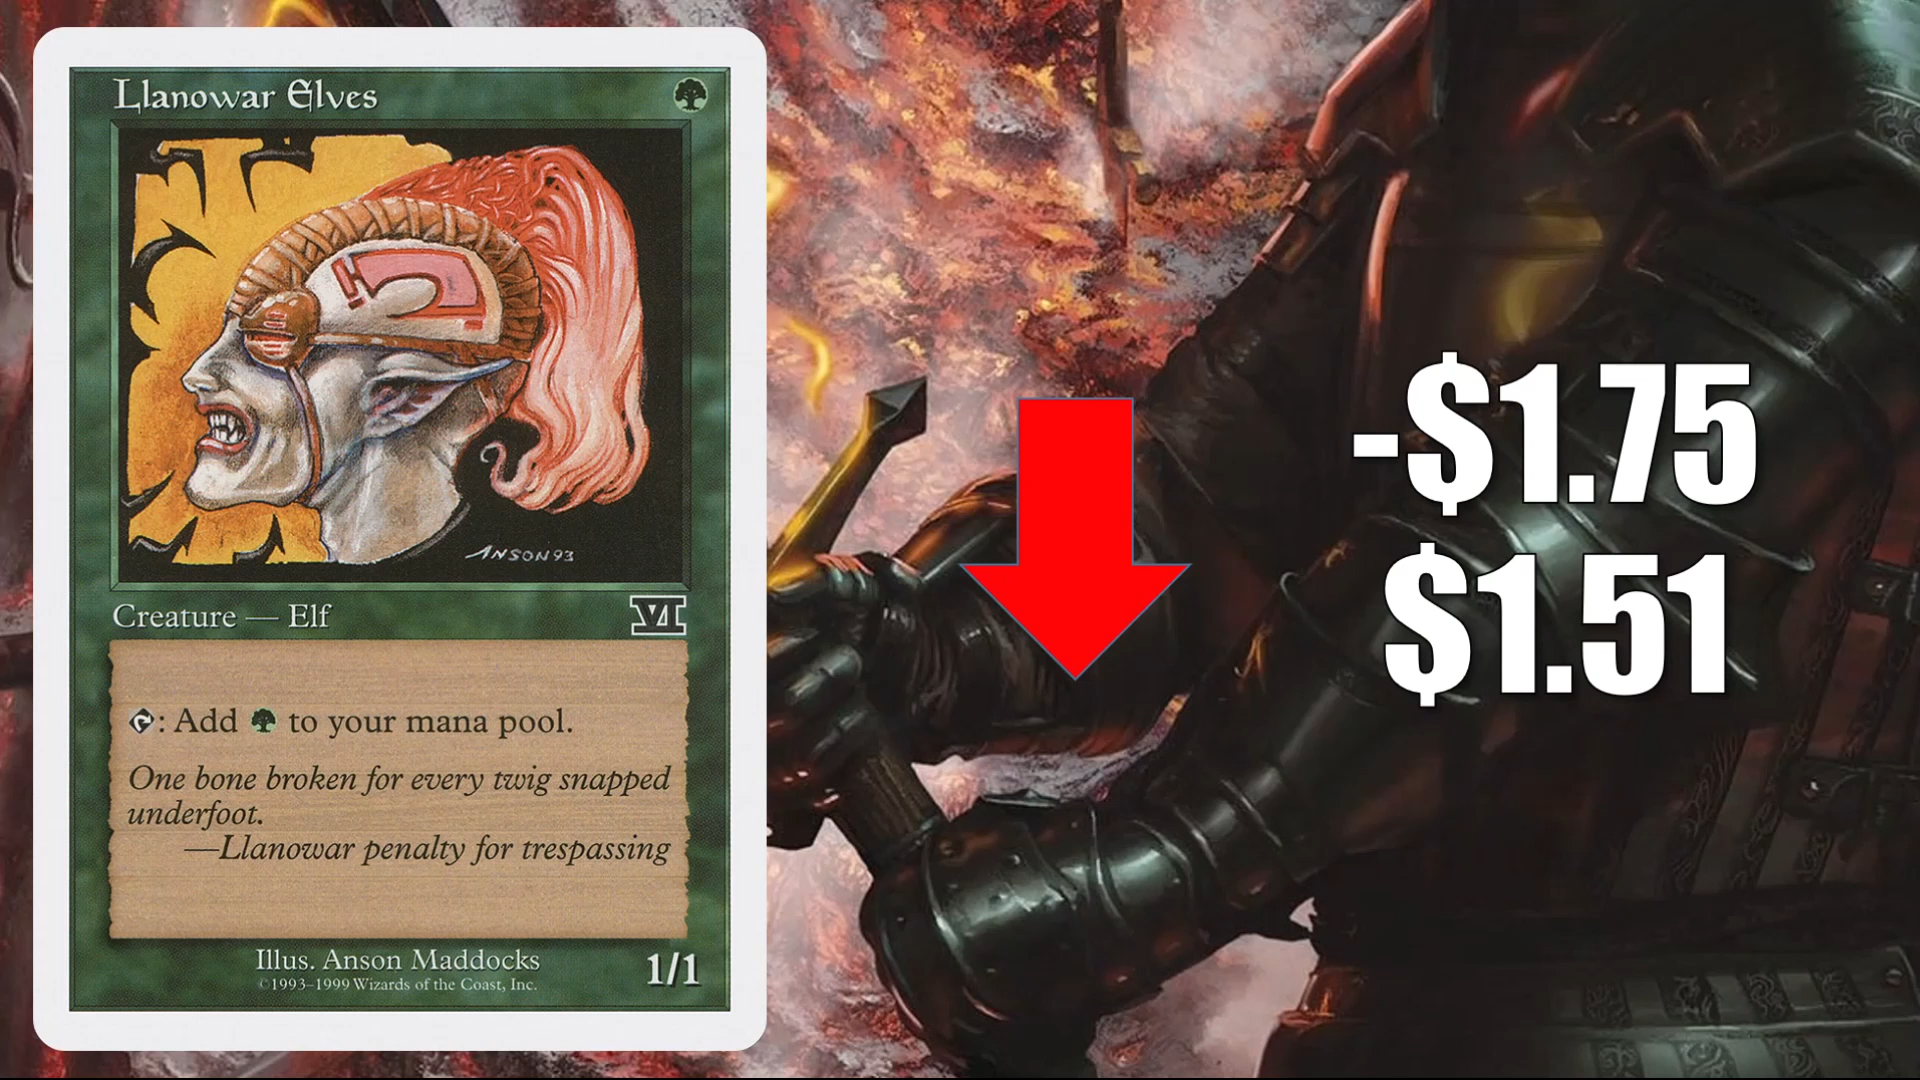 Llanowar Elves
ANSON93
Creature — Elf
VI
: Add to your mana pool.
One bone broken for every twig snapped
underfoot.
—Llanowar penalty for trespassing
Illus. Anson Maddocks
©1993–1999 Wizards of the Coast, Inc.
1/1
-$1.75
$1.51